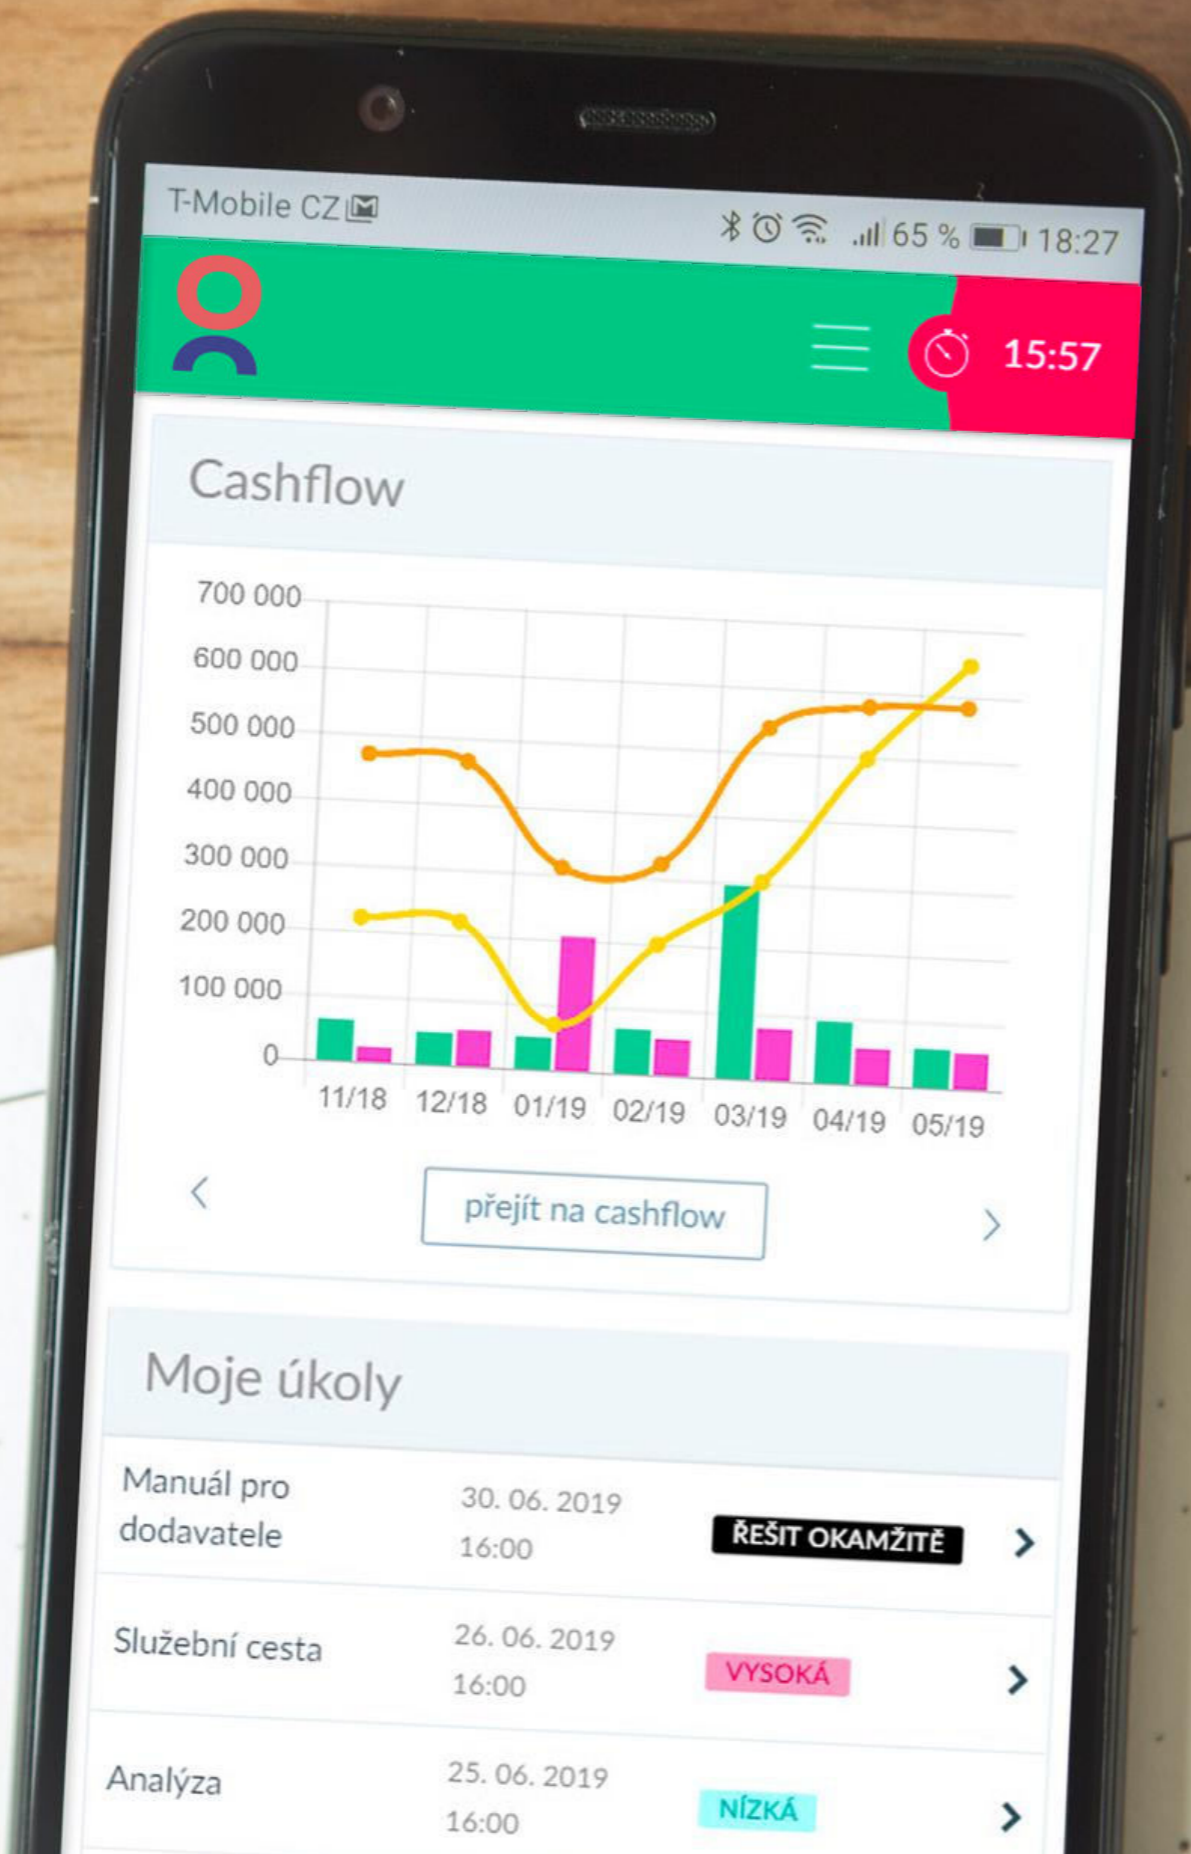 T-Mobile CZ
65 % 18:27
15:57
Cashflow
700 000
600 000
500 000
400 000
300 000
200 000
100 000
0
11/18 12/18 01/19 02/19 03/19 04/19 05/19
přejít na cashflow
Moje úkoly
Manuál pro
dodavatele
30. 06. 2019
16:00
ŘEŠIT OKAMŽITĚ
Služební cesta
26. 06. 2019
16:00
VYSOKÁ
Analýza
25. 06. 2019
16:00
NÍZKÁ